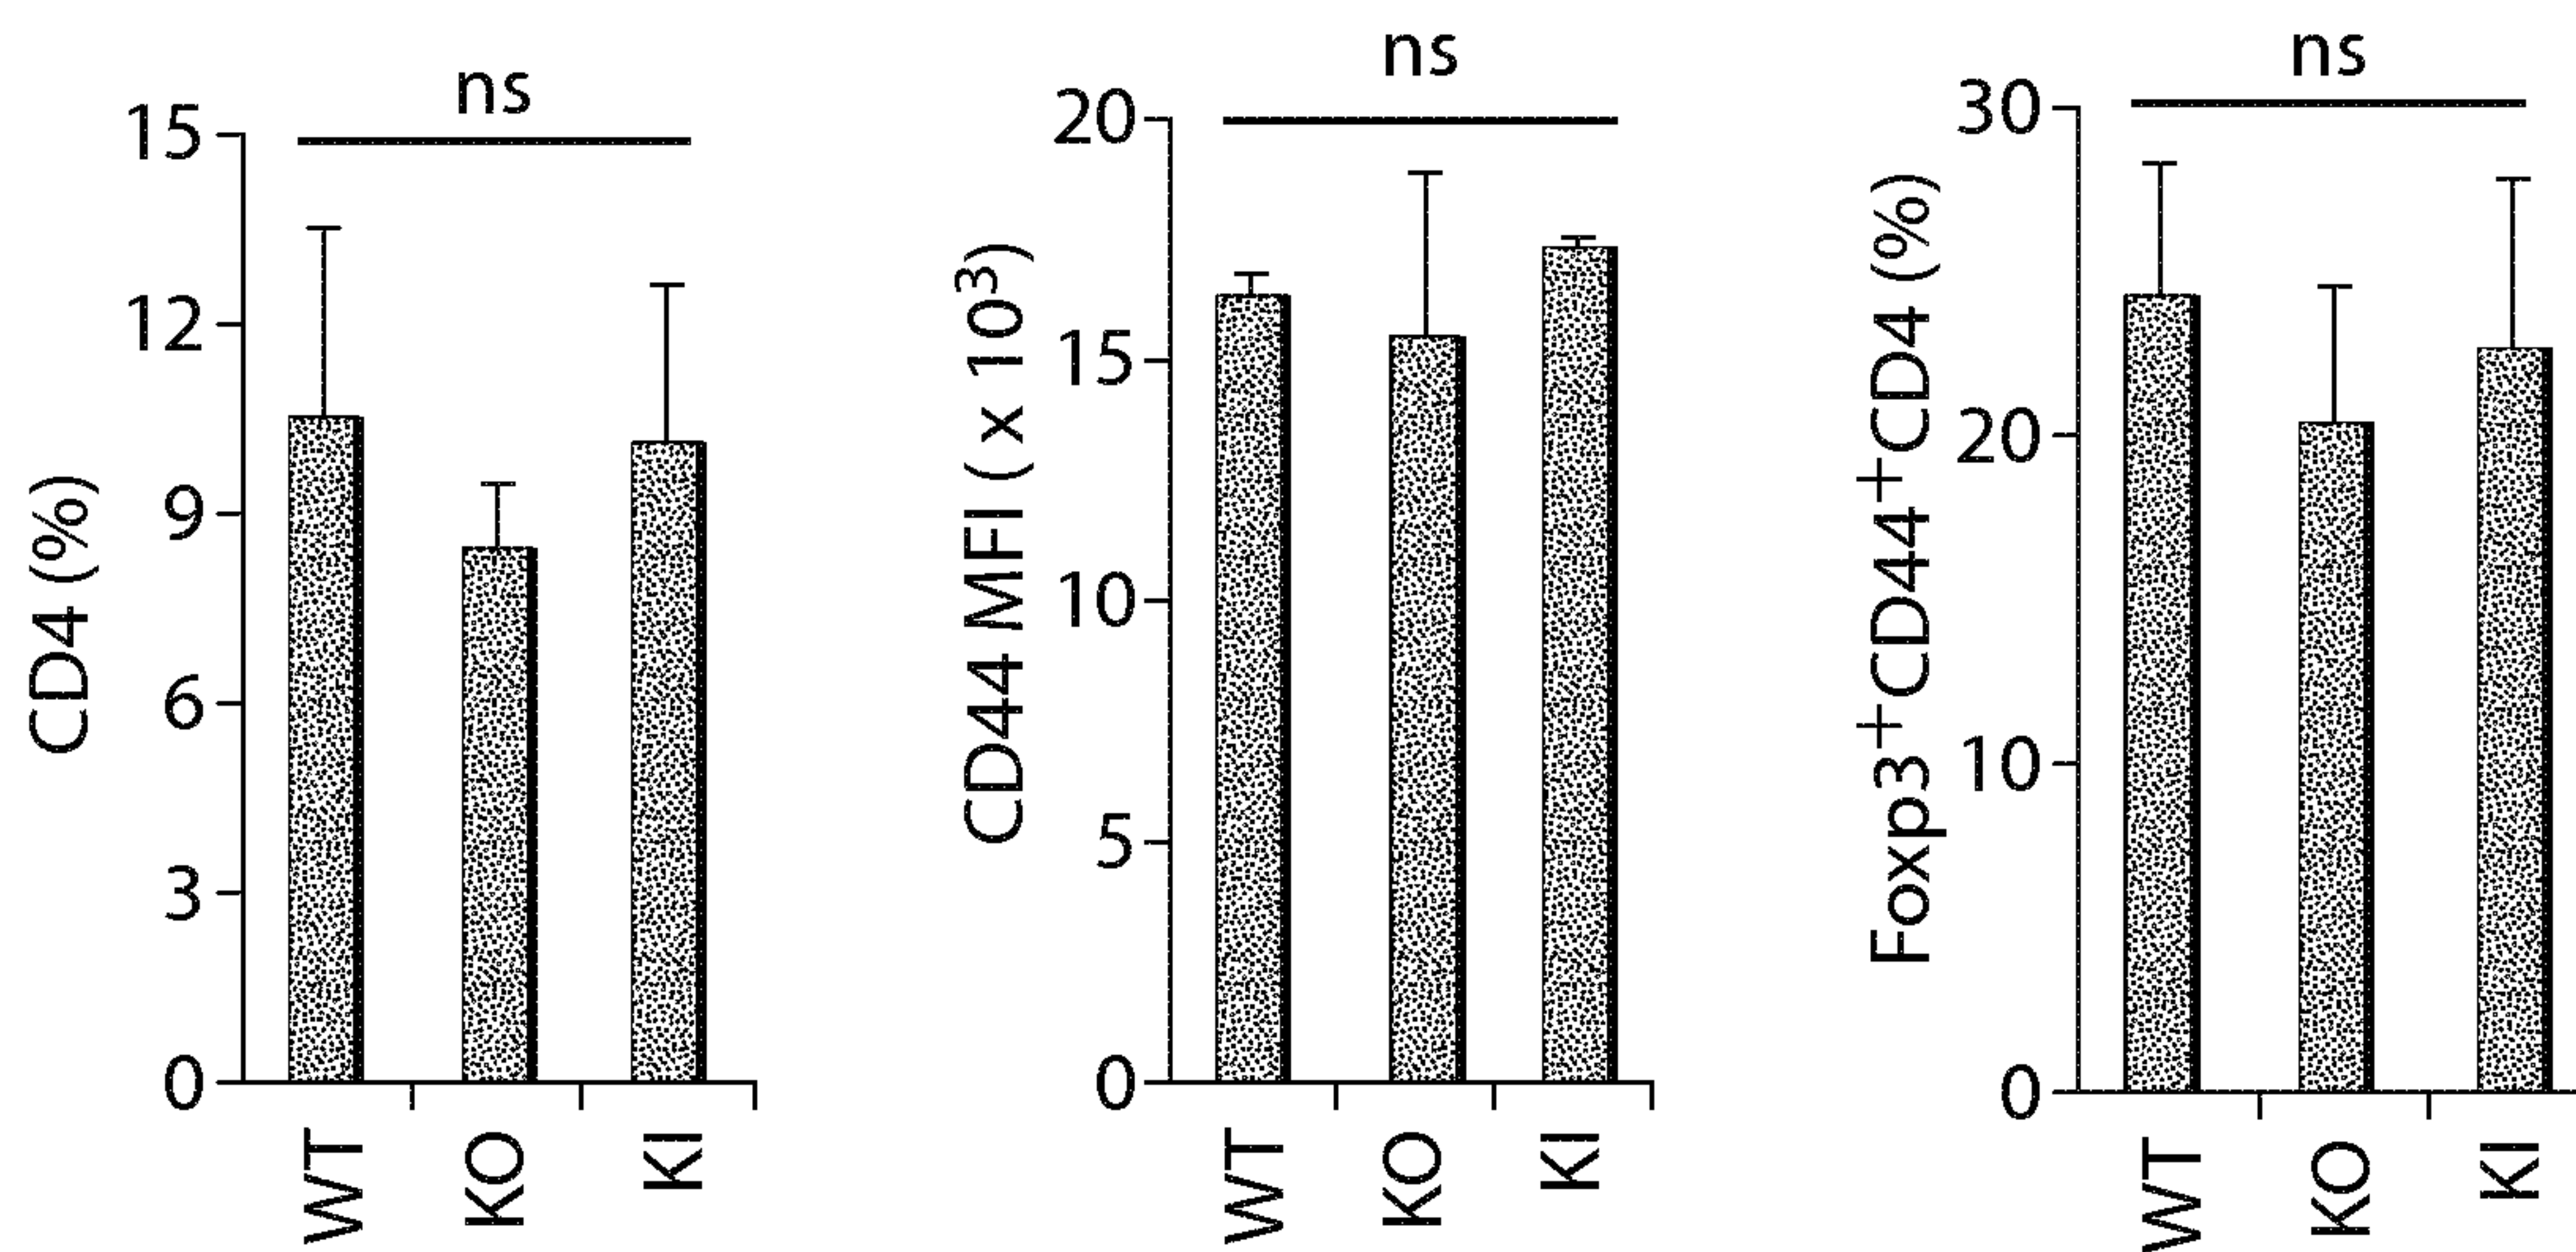 ns
15
12
9
6
3
0
CD4 (%)
WT
KO
KI
ns
20
15
10
5
0
CD44 MFI ( x 10³)
WT
KO
KI
ns
30
20
10
0
Foxp3⁺CD44⁺CD4 (%)
WT
KO
KI